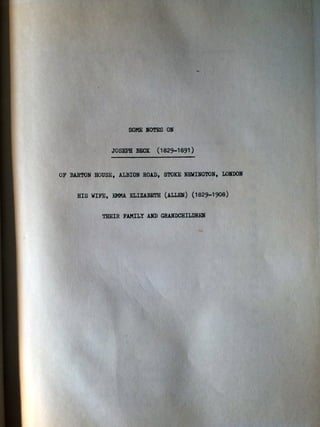 SOME NOTES ON
JOSEPH BECK (1829-1891)
OF BARTON HOUSE, ALBION ROAD, STOKE NEWINGTON, LONDON
HIS WIFE, EMMA ELIZABETH (ALLEN) (1829-1908)
THEIR FAMILY AND GRANDCHILDREN